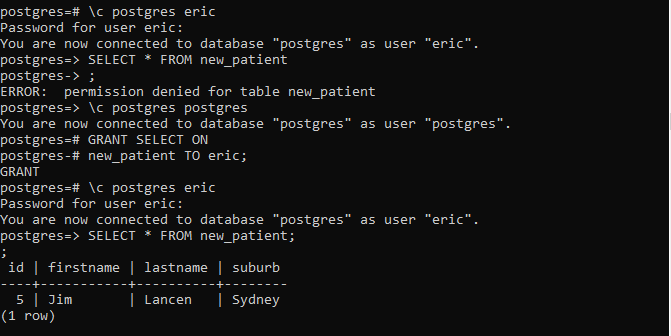 postgres=# \c postgres eric
Password for user eric:
You are now connected to database "postgres" as user "eric".
postgres=> SELECT * FROM new_patient
postgres-> ;
ERROR:  permission denied for table new_patient
postgres=> \c postgres postgres
You are now connected to database "postgres" as user "postgres".
postgres=# GRANT SELECT ON
postgres-# new_patient TO eric;
GRANT
postgres=# \c postgres eric
Password for user eric:
You are now connected to database "postgres" as user "eric".
postgres=> SELECT * FROM new_patient;
;
 id | firstname | lastname | suburb
----+-----------+----------+--------
  5 | Jim       | Lancen   | Sydney
(1 row)